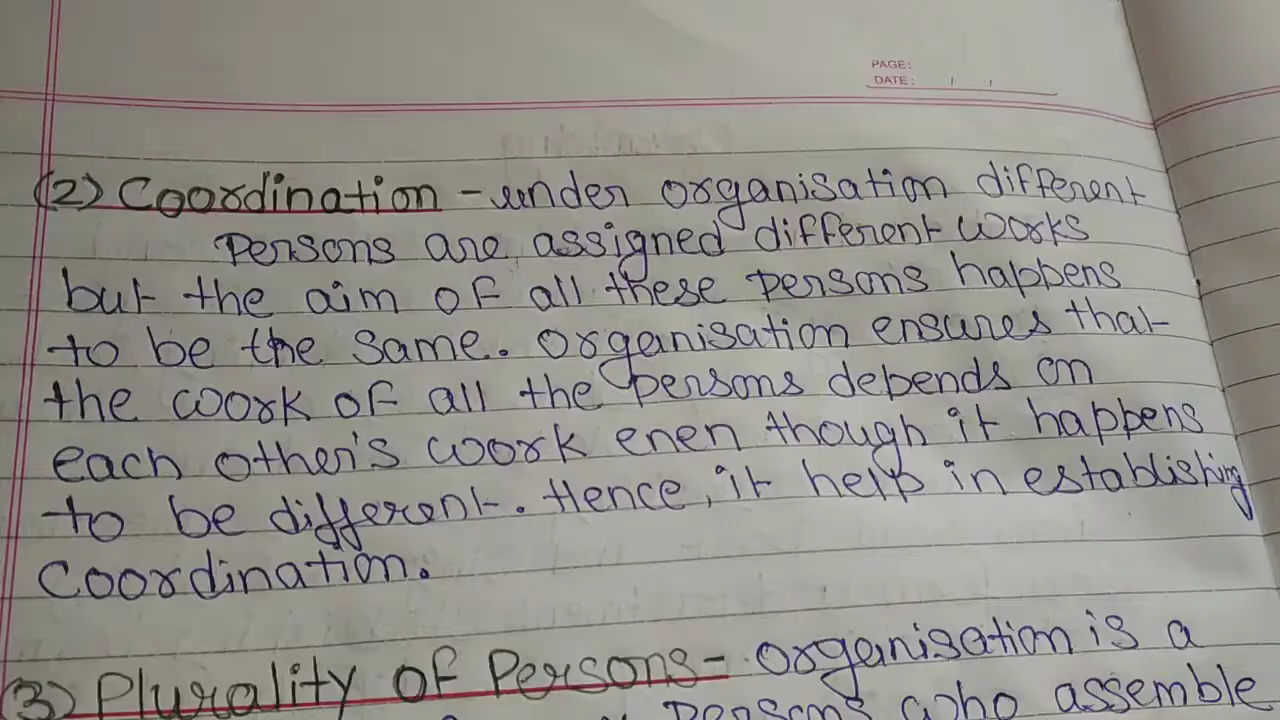 PAGE:
DATE: / /
(2) Coordination - under organisation different
persons are assigned different works
but the aim of all these persons happens
to be the same. organisation ensures that
the work of all the persons depends on
each other's work enen though it happens
to be different. Hence, it help in establishing
Coordination.
(3) Plurality of Persons - organisation is a
persons who assemble